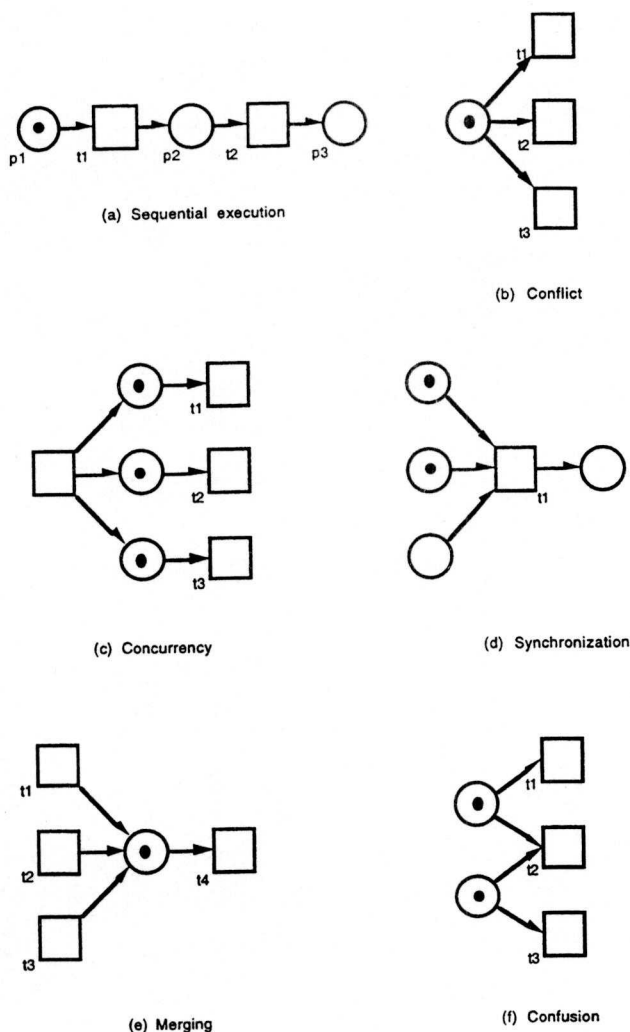 t1
t2
t3
p1
t1
p2
t2
p3
(a) Sequential execution
(b) Conflict
t1
t2
t3
(c) Concurrency
t1
(d) Synchronization
t1
t2
t3
t4
(e) Merging
t1
t2
t3
(f) Confusion